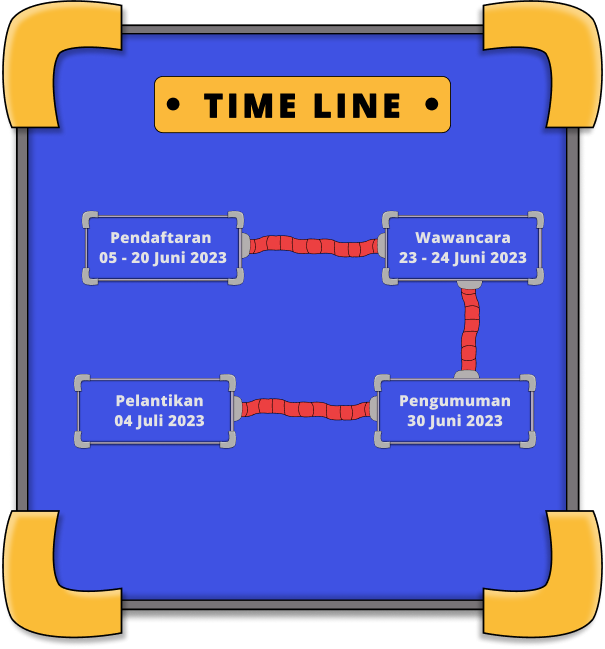 • TIME LINE •
Pendaftaran
05 - 20 Juni 2023
Wawancara
23 - 24 Juni 2023
Pengumuman
30 Juni 2023
Pelantikan
04 Juli 2023